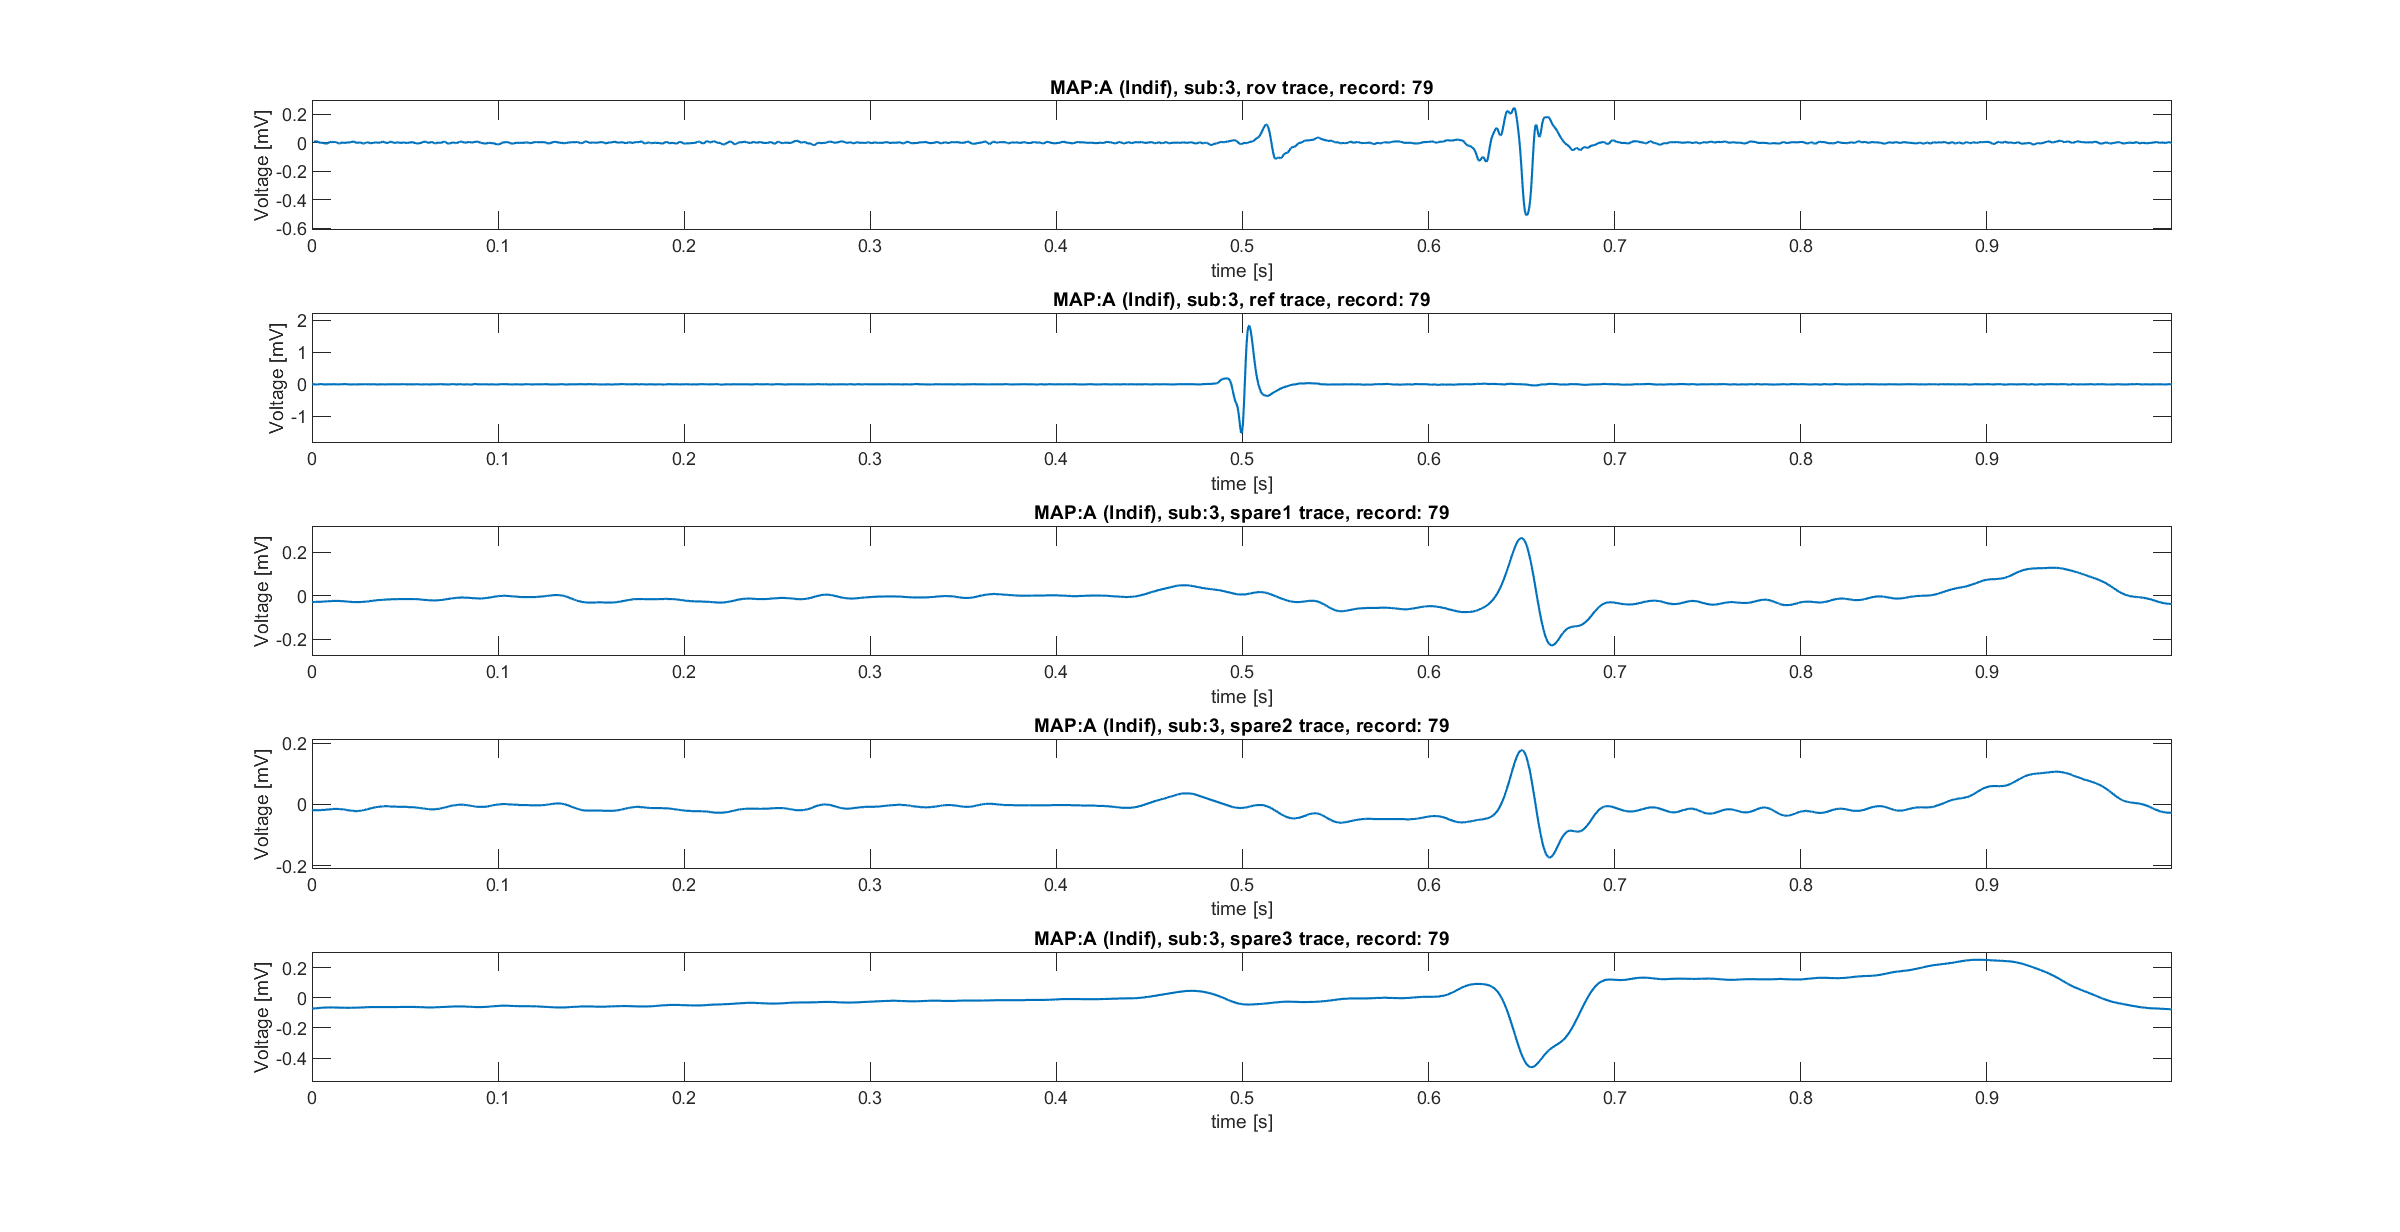 MAP:A (Indif), sub:3, rov trace, record: 79
Voltage [mV]
0.2
0
-0.2
-0.4
-0.6
0 0.1 0.2 0.3 0.4 0.5 0.6 0.7 0.8 0.9
time [s]
MAP:A (Indif), sub:3, ref trace, record: 79
Voltage [mV]
2
1
0
-1
0 0.1 0.2 0.3 0.4 0.5 0.6 0.7 0.8 0.9
time [s]
MAP:A (Indif), sub:3, spare1 trace, record: 79
Voltage [mV]
0.2
0
-0.2
0 0.1 0.2 0.3 0.4 0.5 0.6 0.7 0.8 0.9
time [s]
MAP:A (Indif), sub:3, spare2 trace, record: 79
Voltage [mV]
0.2
0
-0.2
0 0.1 0.2 0.3 0.4 0.5 0.6 0.7 0.8 0.9
time [s]
MAP:A (Indif), sub:3, spare3 trace, record: 79
Voltage [mV]
0.2
0
-0.2
-0.4
0 0.1 0.2 0.3 0.4 0.5 0.6 0.7 0.8 0.9
time [s]